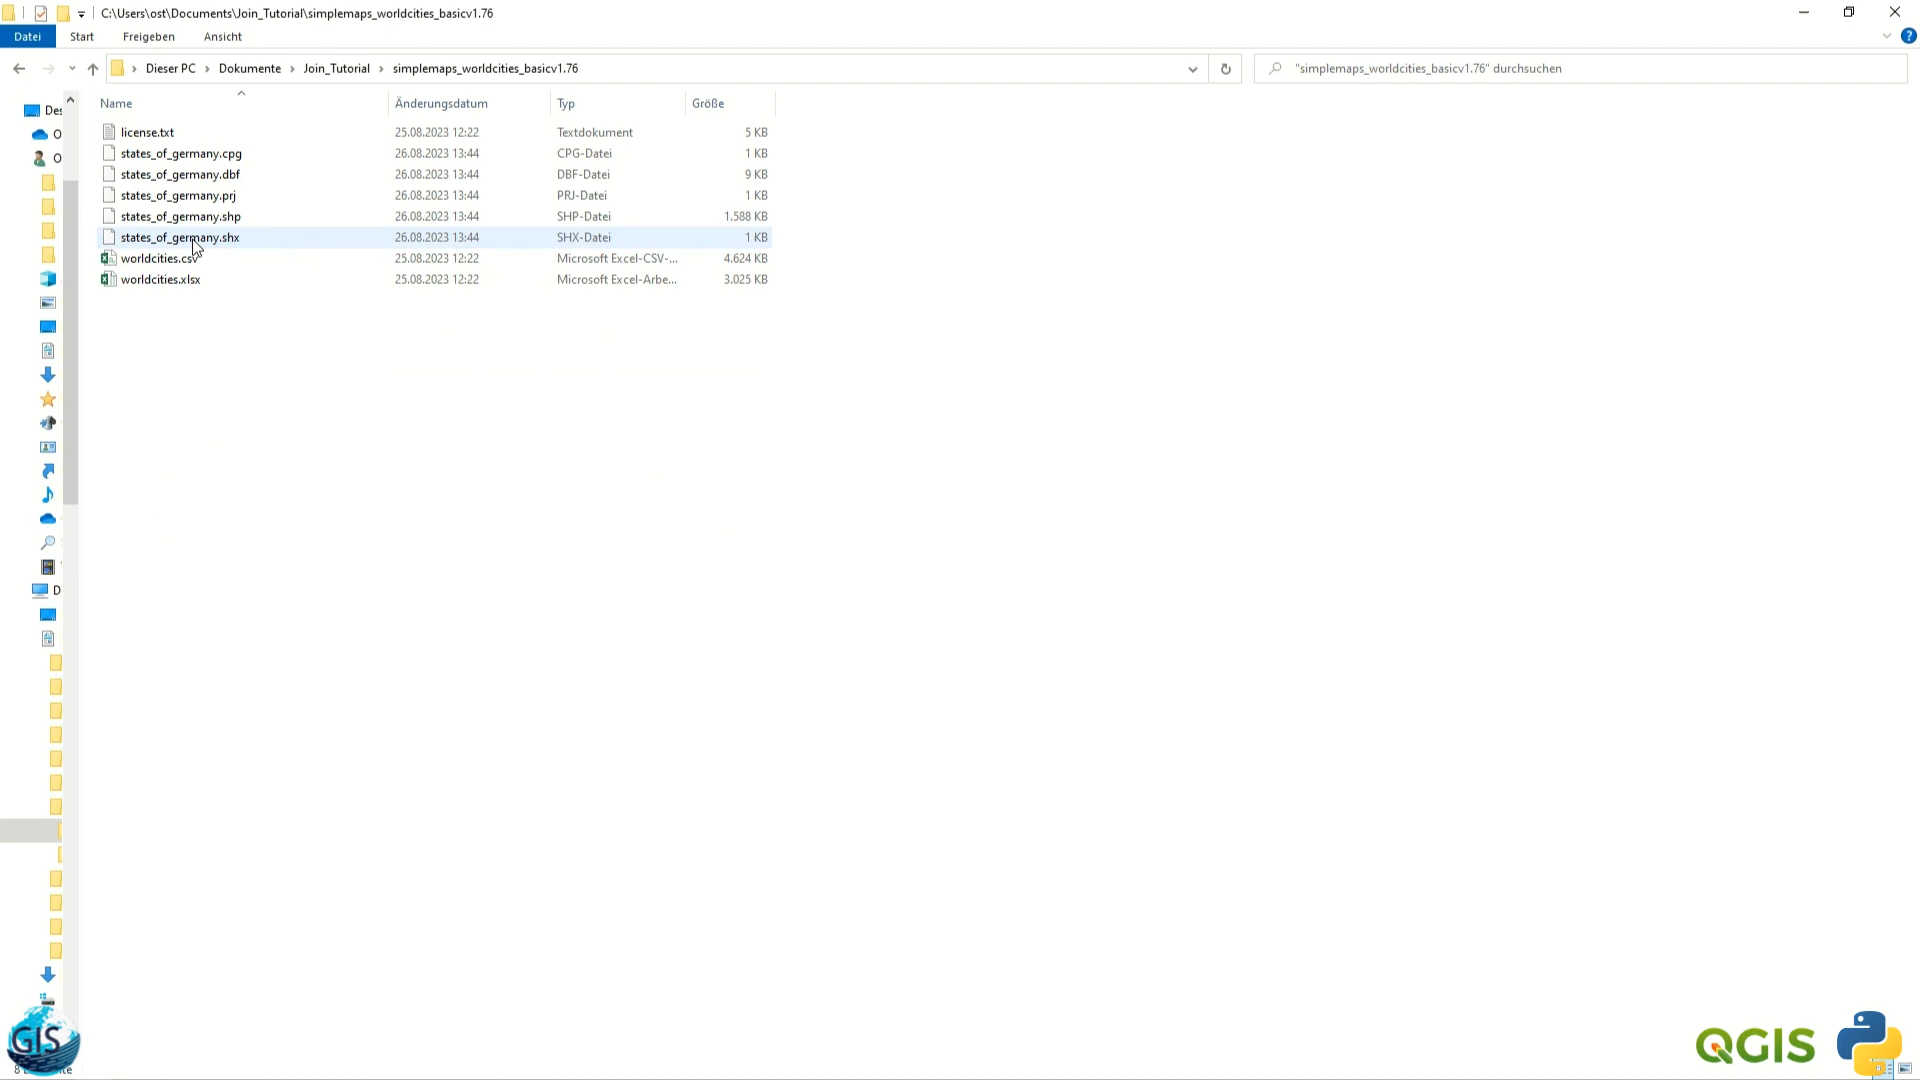 C:\Users\ost\Documents\Join_Tutorial\simplemaps_worldcities_basicv1.76
Datei Start Freigeben Ansicht ?
Dieser PC Dokumente Join_Tutorial simplemaps_worldcities_basicv1.76 "simplemaps_worldcities_basicv1.76" durchsuchen
Name Änderungsdatum Typ Größe
license.txt 25.08.2023 12:22 Textdokument 5 KB
states_of_germany.cpg 26.08.2023 13:44 CPG-Datei 1 KB
states_of_germany.dbf 26.08.2023 13:44 DBF-Datei 9 KB
states_of_germany.prj 26.08.2023 13:44 PRJ-Datei 1 KB
states_of_germany.shp 26.08.2023 13:44 SHP-Datei 1.588 KB
states_of_germany.shx 26.08.2023 13:44 SHX-Datei 1 KB
worldcities.csv 25.08.2023 12:22 Microsoft Excel-CSV-... 4.624 KB
worldcities.xlsx 25.08.2023 12:22 Microsoft Excel-Arbe... 3.025 KB
Des
O
O
D
GIS
QGIS